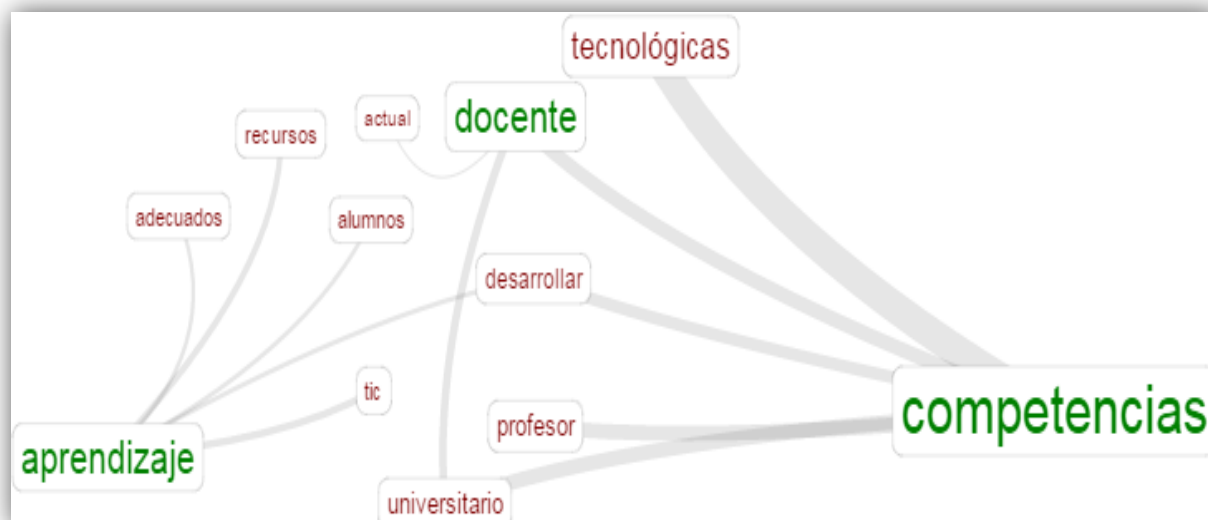 tecnológicas
docente
actual
recursos
adecuados
alumnos
desarrollar
tic
competencias
profesor
aprendizaje
universitario